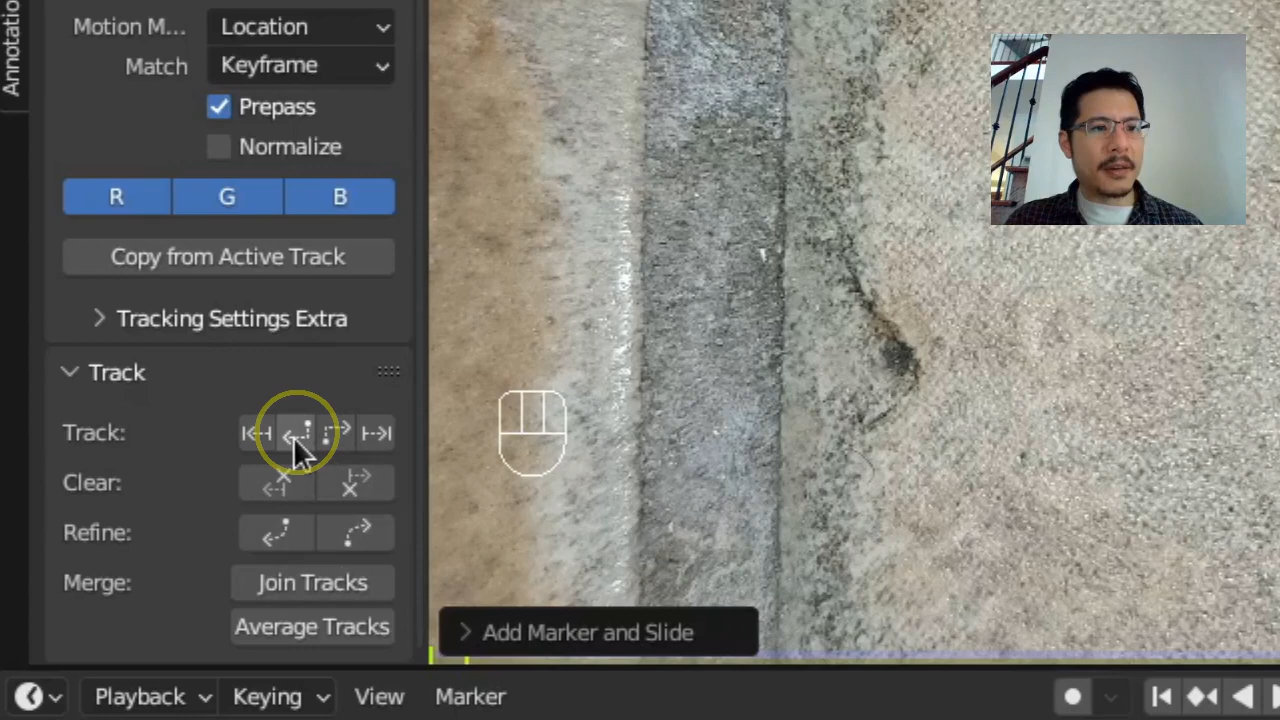 Annotatio
Motion M... Location
Match Keyframe
Prepass
Normalize
R G B
Copy from Active Track
Tracking Settings Extra
Track
Track:
Clear:
Refine:
Merge: Join Tracks
Average Tracks
Add Marker and Slide
Playback Keying View Marker